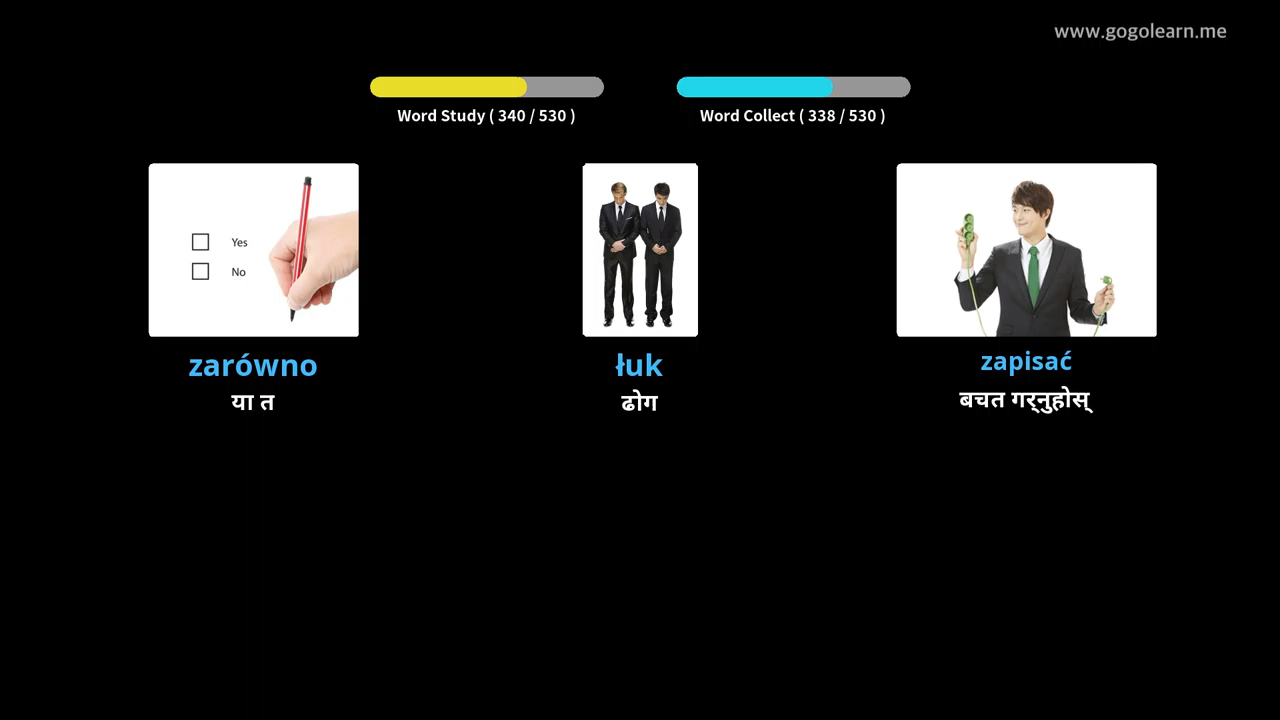 www.gogolearn.me
Word Study ( 340 / 530 )
Word Collect ( 338 / 530 )
Yes
No
zarówno
łuk
zapisać
या त
ढोग
बचत गर्‍नुहोस्